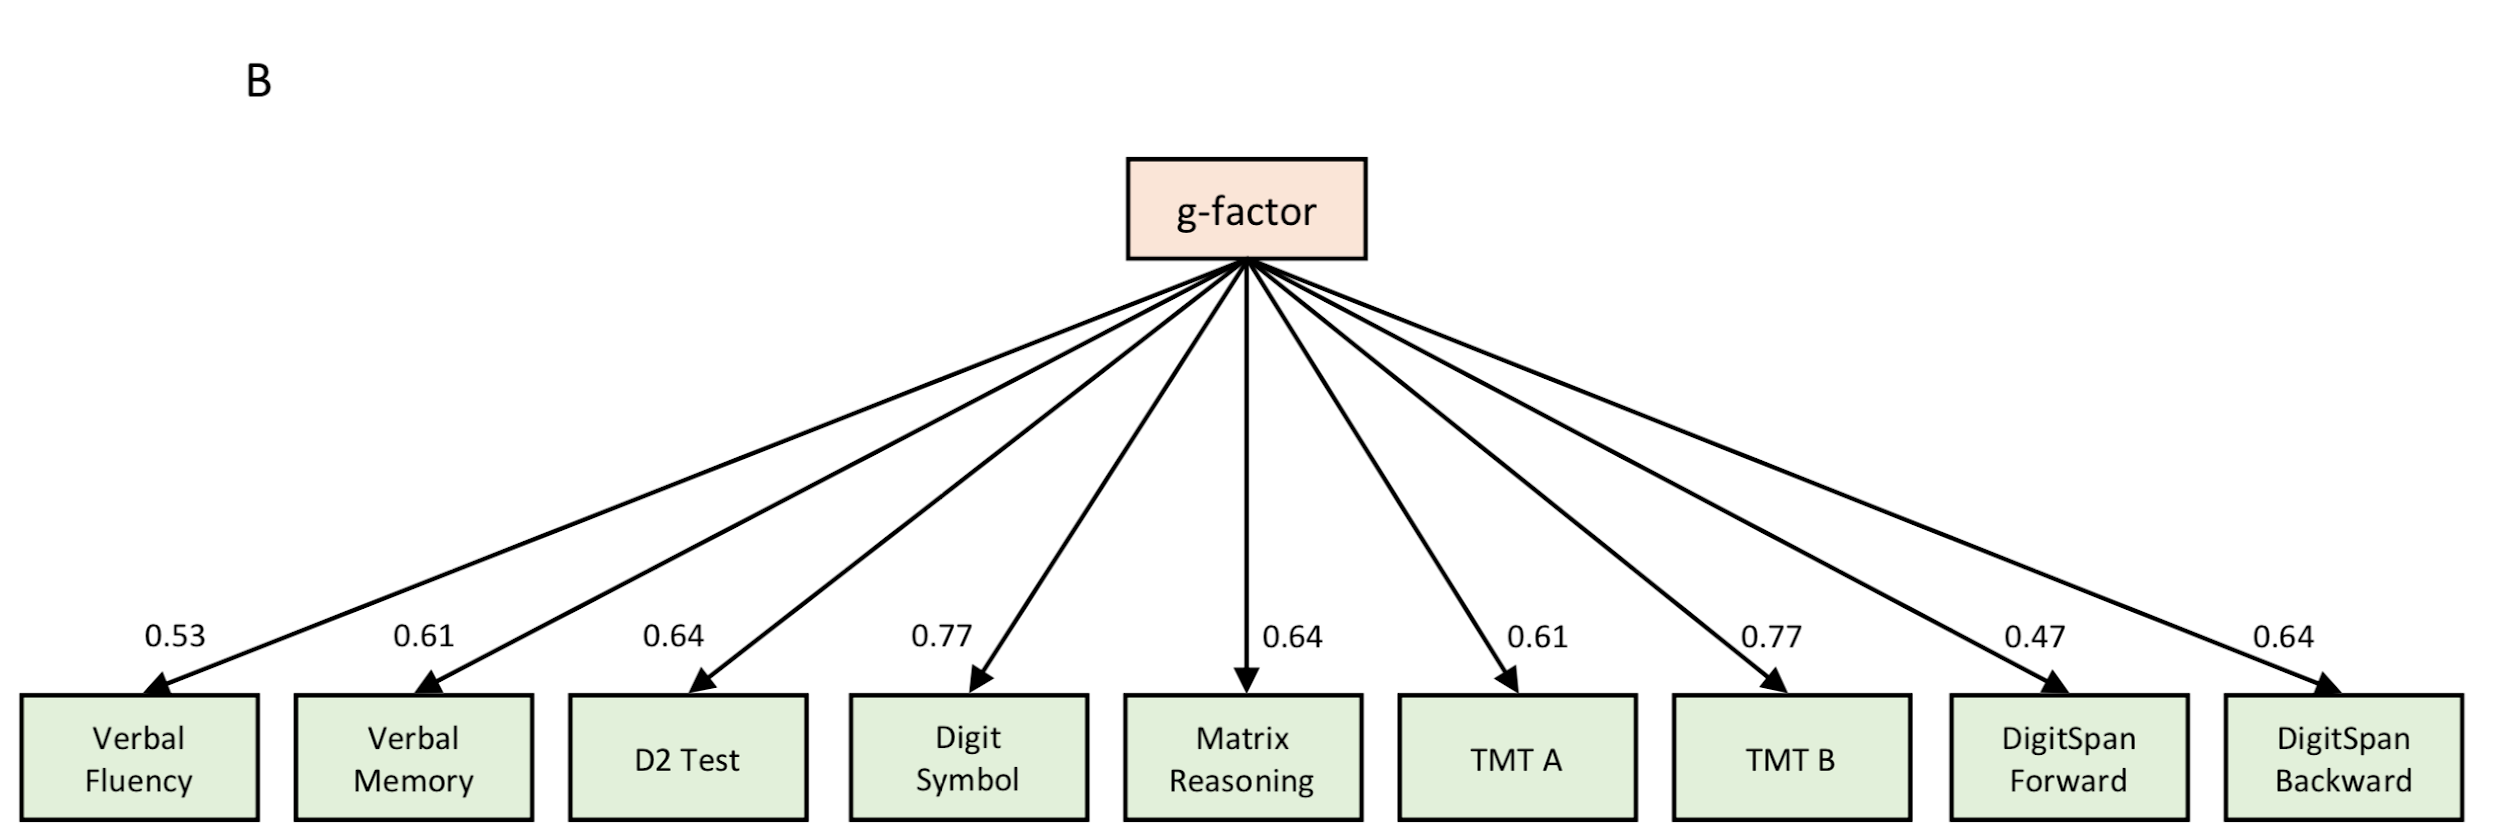 B
g-factor
0.53
0.61
0.64
0.77
0.64
0.61
0.77
0.47
0.64
Verbal
Fluency
Verbal
Memory
D2 Test
Digit
Symbol
Matrix
Reasoning
TMT A
TMT B
DigitSpan
Forward
DigitSpan
Backward